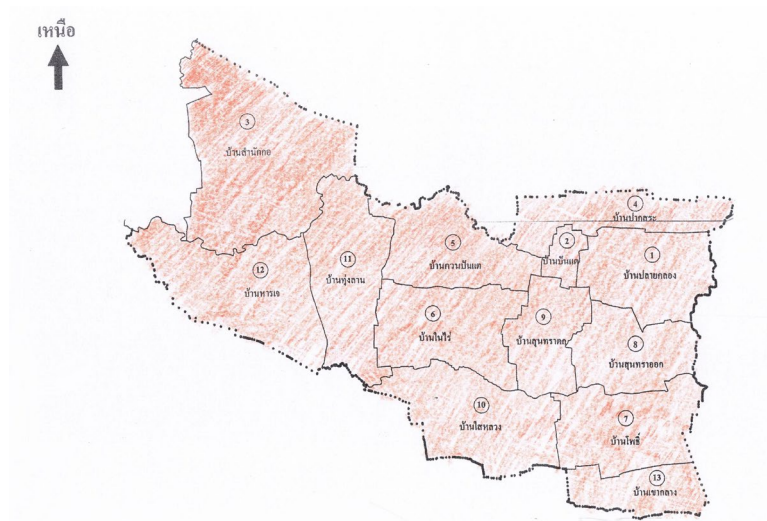 เหนือ
3
บ้านสำนักกอ
4
บ้านปากสระ
5
บ้านควนปันแต
2
บ้านปันแต
1
บ้านปลายคลอง
12
บ้านหารเจ
11
บ้านทุ่งลาน
6
บ้านในไร่
9
บ้านสุนทราตก
8
บ้านสุนทราออก
10
บ้านใสหลวง
7
บ้านโพธิ์
13
บ้านเขากลาง